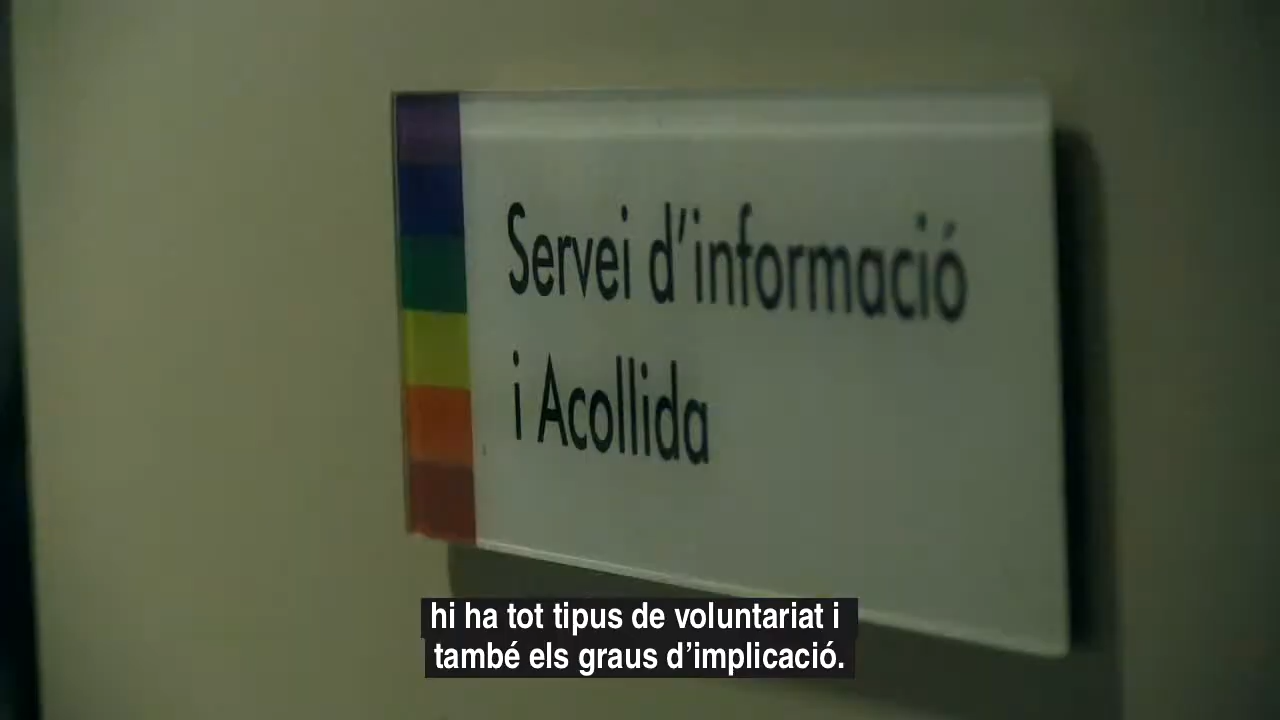 Servei d'informació
i Acollida
hi ha tot tipus de voluntariat i
també els graus d'implicació.